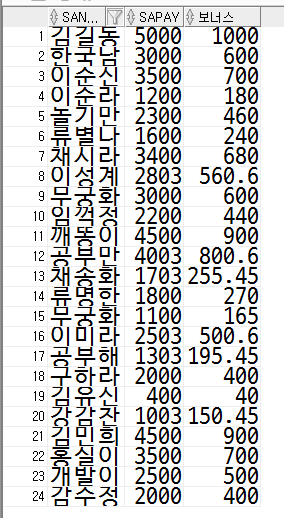 SAN... SAPAY 보너스
1 김길동 5000 1000
2 한국남 3000 600
3 이순신 3500 700
4 이순라 1200 180
5 놀기만 2300 460
6 류별나 1600 240
7 채시라 3400 680
8 이성계 2803 560.6
9 무궁화 3000 600
10 임꺽정 2200 440
11 깨똥이 4500 900
12 공부만 4003 800.6
13 채송화 1703 255.45
14 류명한 1800 270
15 무궁화 1100 165
16 이미라 2503 500.6
17 공부해 1303 195.45
18 구하라 2000 400
19 김유신 400 40
20 강감찬 1003 150.45
21 김민희 4500 900
22 홍실이 3500 700
23 개발이 2500 500
24 감수정 2000 400